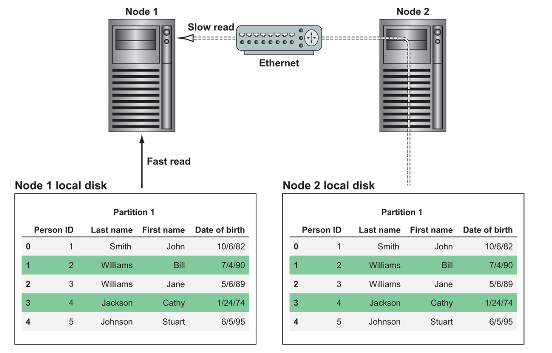 Node 1
Node 2
Slow read
Ethernet
Fast read
Node 1 local disk
Partition 1
Person ID Last name First name Date of birth
0 1 Smith John 10/6/82
1 2 Williams Bill 7/4/90
2 3 Williams Jane 5/6/89
3 4 Jackson Cathy 1/24/74
4 5 Johnson Stuart 6/5/95
Node 2 local disk
Partition 1
Person ID Last name First name Date of birth
0 1 Smith John 10/6/82
1 2 Williams Bill 7/4/90
2 3 Williams Jane 5/6/89
3 4 Jackson Cathy 1/24/74
4 5 Johnson Stuart 6/5/95